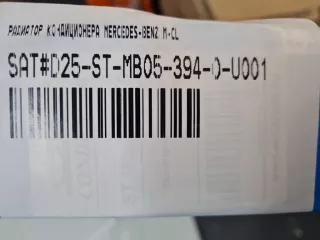 РАДИАТОР КОНДИЦИОНЕРА MERCEDES-BENZ M-CL
SAT#D25-ST-MB05-394-0-U001